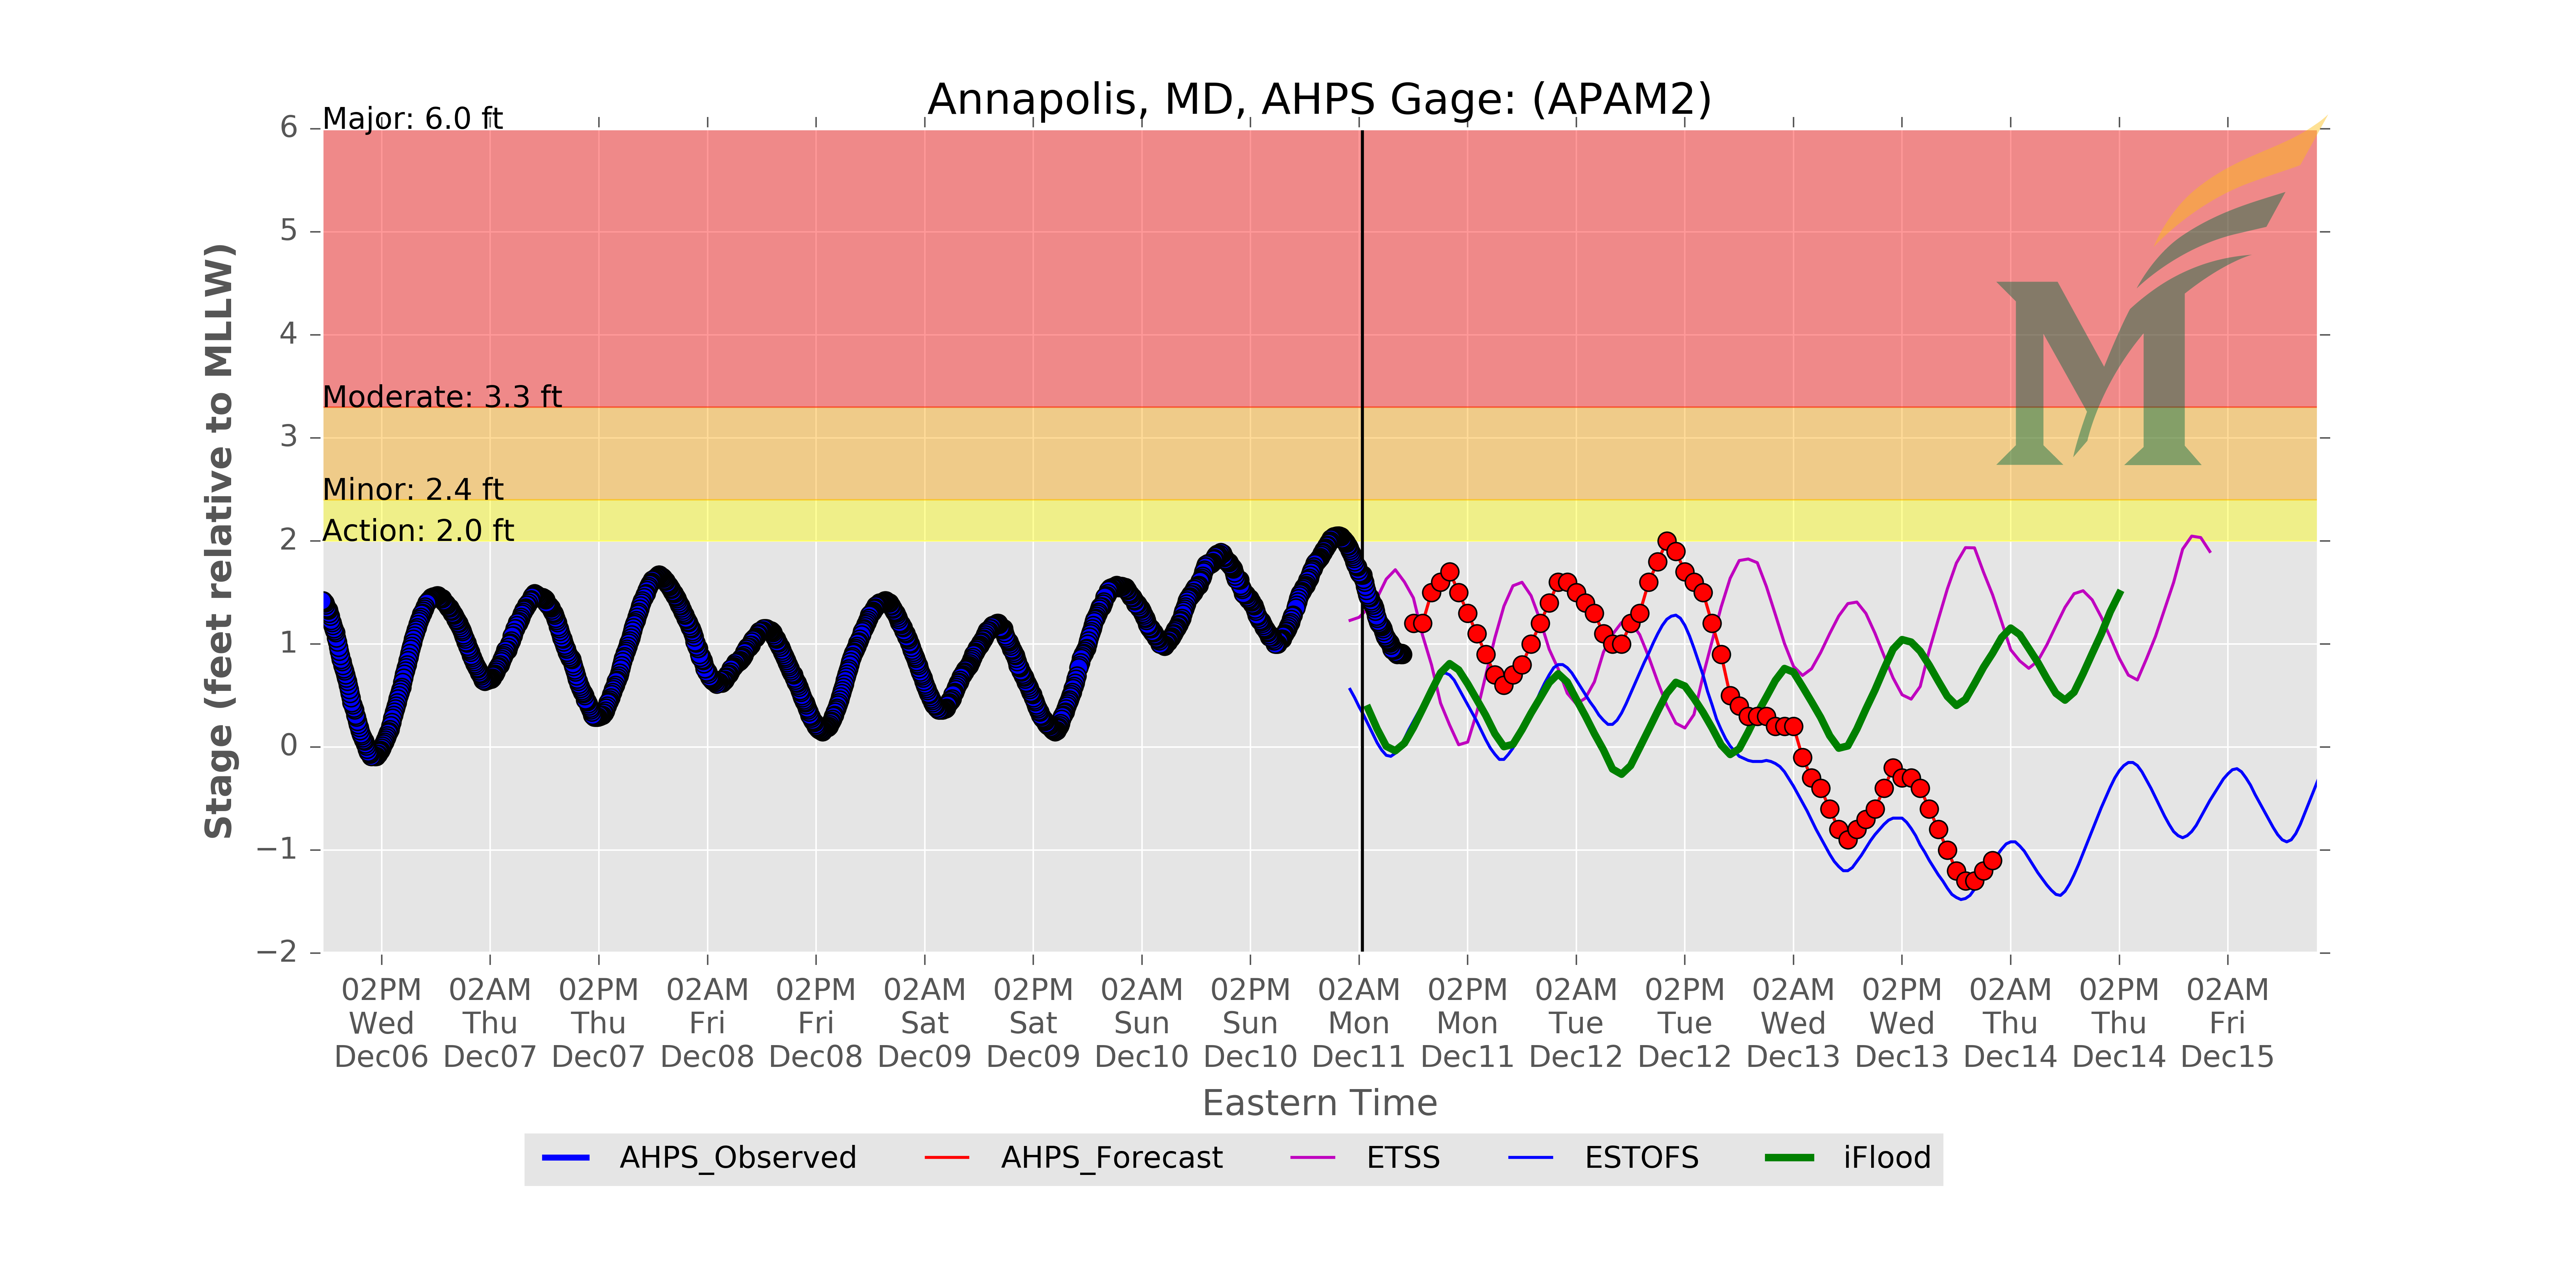 Annapolis, MD, AHPS Gage: (APAM2)
Major: 6.0 ft
Moderate: 3.3 ft
Minor: 2.4 ft
Action: 2.0 ft
Stage (feet relative to MLLW)
6
5
4
3
2
1
0
−1
−2
02PM 02AM 02PM 02AM 02PM 02AM 02PM 02AM 02PM 02AM 02PM 02AM 02PM 02AM 02PM 02AM 02PM 02AM
Wed Thu Thu Fri Fri Sat Sat Sun Sun Mon Mon Tue Tue Wed Wed Thu Thu Fri
Dec06 Dec07 Dec07 Dec08 Dec08 Dec09 Dec09 Dec10 Dec10 Dec11 Dec11 Dec12 Dec12 Dec13 Dec13 Dec14 Dec14 Dec15
Eastern Time
AHPS_Observed AHPS_Forecast ETSS ESTOFS iFlood
M